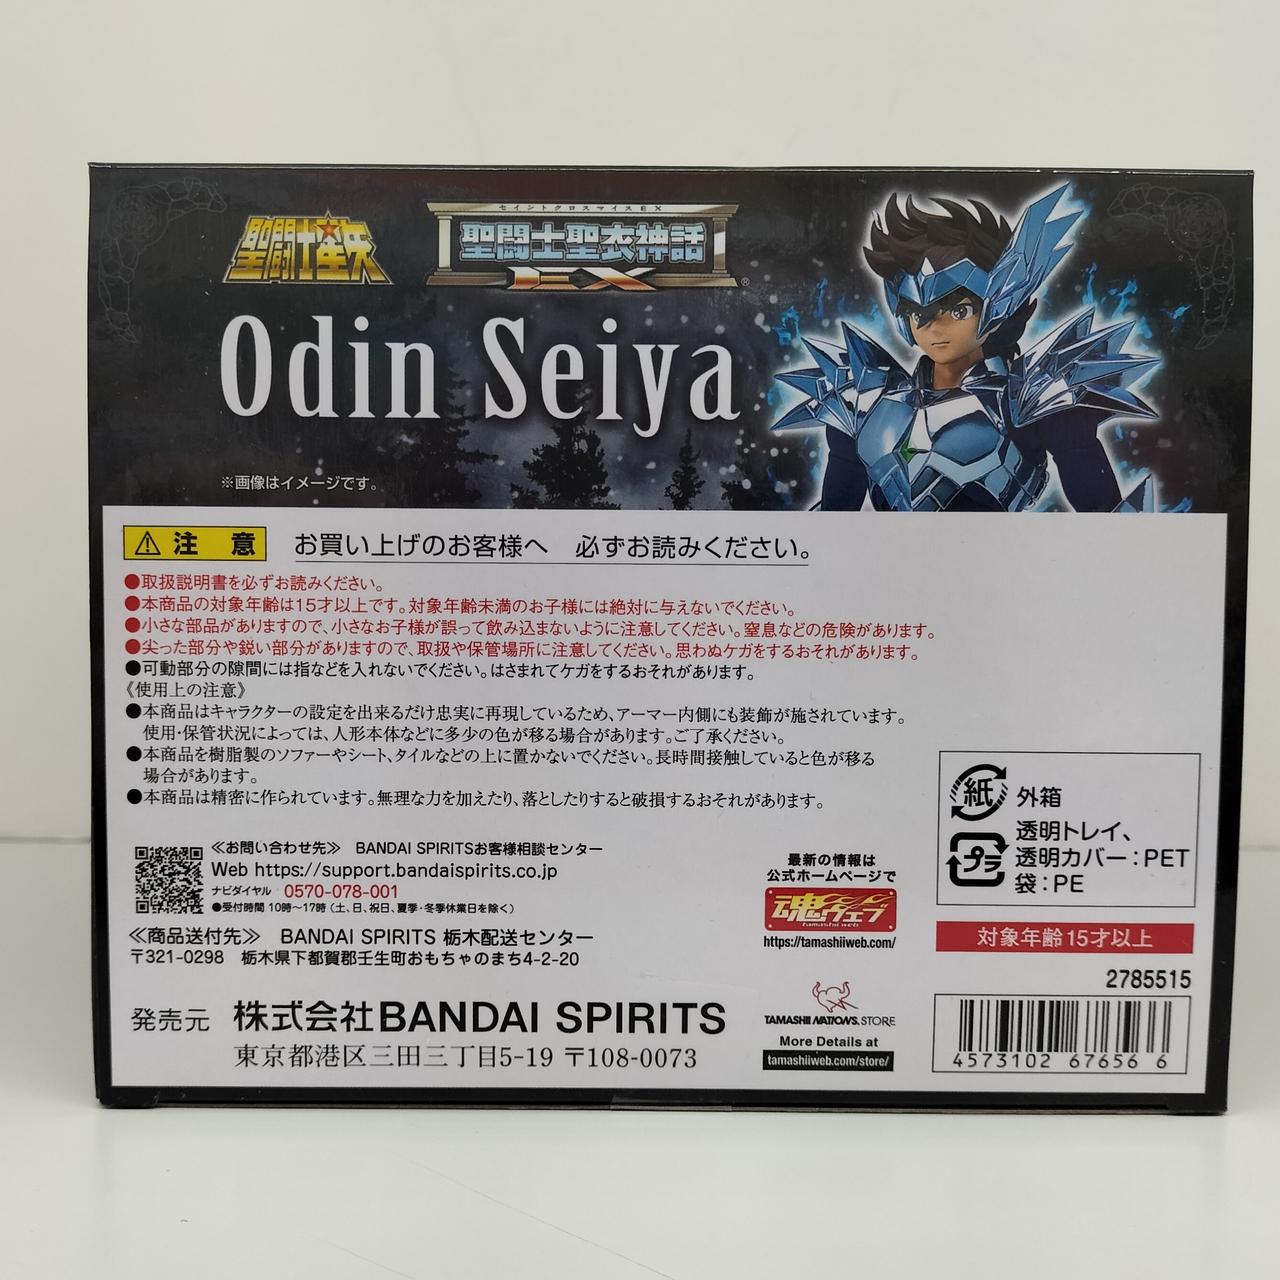 聖闘士星矢
セイントクロスマイスEX
聖闘士聖衣神話
EX
®
Odin Seiya
※画像はイメージです。
⚠注 意 お買い上げのお客様へ 必ずお読みください。
●取扱説明書を必ずお読みください。
●本商品の対象年齢は15才以上です。対象年齢未満のお子様には絶対に与えないでください。
●小さな部品がありますので、小さなお子様が誤って飲み込まないように注意してください。窒息などの危険があります。
●尖った部分や鋭い部分がありますので、取扱や保管場所に注意してください。思わぬケガをするおそれがあります。
●可動部分の隙間には指などを入れないでください。はさまれてケガをするおそれがあります。
《使用上の注意》
●本商品はキャラクターの設定を出来るだけ忠実に再現しているため、アーマー内側にも装飾が施されています。
使用・保管状況によっては、人形本体などに多少の色が移る場合があります。ご了承ください。
●本商品を樹脂製のソファーやシート、タイルなどの上に置かないでください。長時間接触していると色が移る
場合があります。
●本商品は精密に作られています。無理な力を加えたり、落としたりすると破損するおそれがあります。
≪お問い合わせ先≫ BANDAI SPIRITSお客様相談センター
Web https://support.bandaispirits.co.jp
ナビダイヤル 0570-078-001
●受付時間 10時～17時(土、日、祝日、夏季・冬季休業日を除く)
≪商品送付先≫ BANDAI SPIRITS 栃木配送センター
〒321-0298 栃木県下都賀郡壬生町おもちゃのまち4-2-20
発売元 株式会社BANDAI SPIRITS
東京都港区三田三丁目5-19 〒108-0073
最新の情報は
公式ホームページで
魂ウェブ
tamashii web
https://tamashiiweb.com/
TAMASHII NATIONS STORE
More Details at
tamashiiweb.com/store/
紙 外箱
プラ 透明トレイ、
透明カバー:PET
袋:PE
対象年齢15才以上
2785515
4573102 67656 6